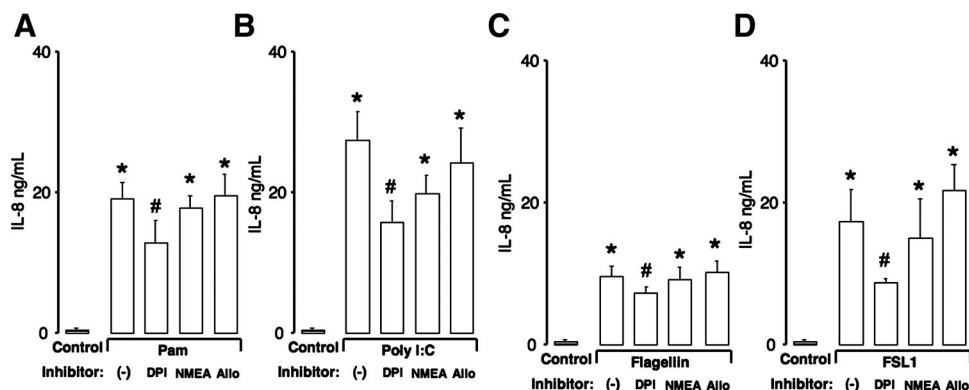 A
IL-8 ng/mL
40
20
0
*
#
*
*
Control
Pam
Inhibitor: (-) DPI NMEA Allo
B
IL-8 ng/mL
40
20
0
*
#
*
*
Control
Poly I:C
Inhibitor: (-) DPI NMEA Allo
C
IL-8 ng/mL
40
20
0
*
#
*
*
Control
Flagellin
Inhibitor: (-) DPI NMEA Allo
D
IL-8 ng/mL
40
20
0
*
#
*
*
Control
FSL1
Inhibitor: (-) DPI NMEA Allo